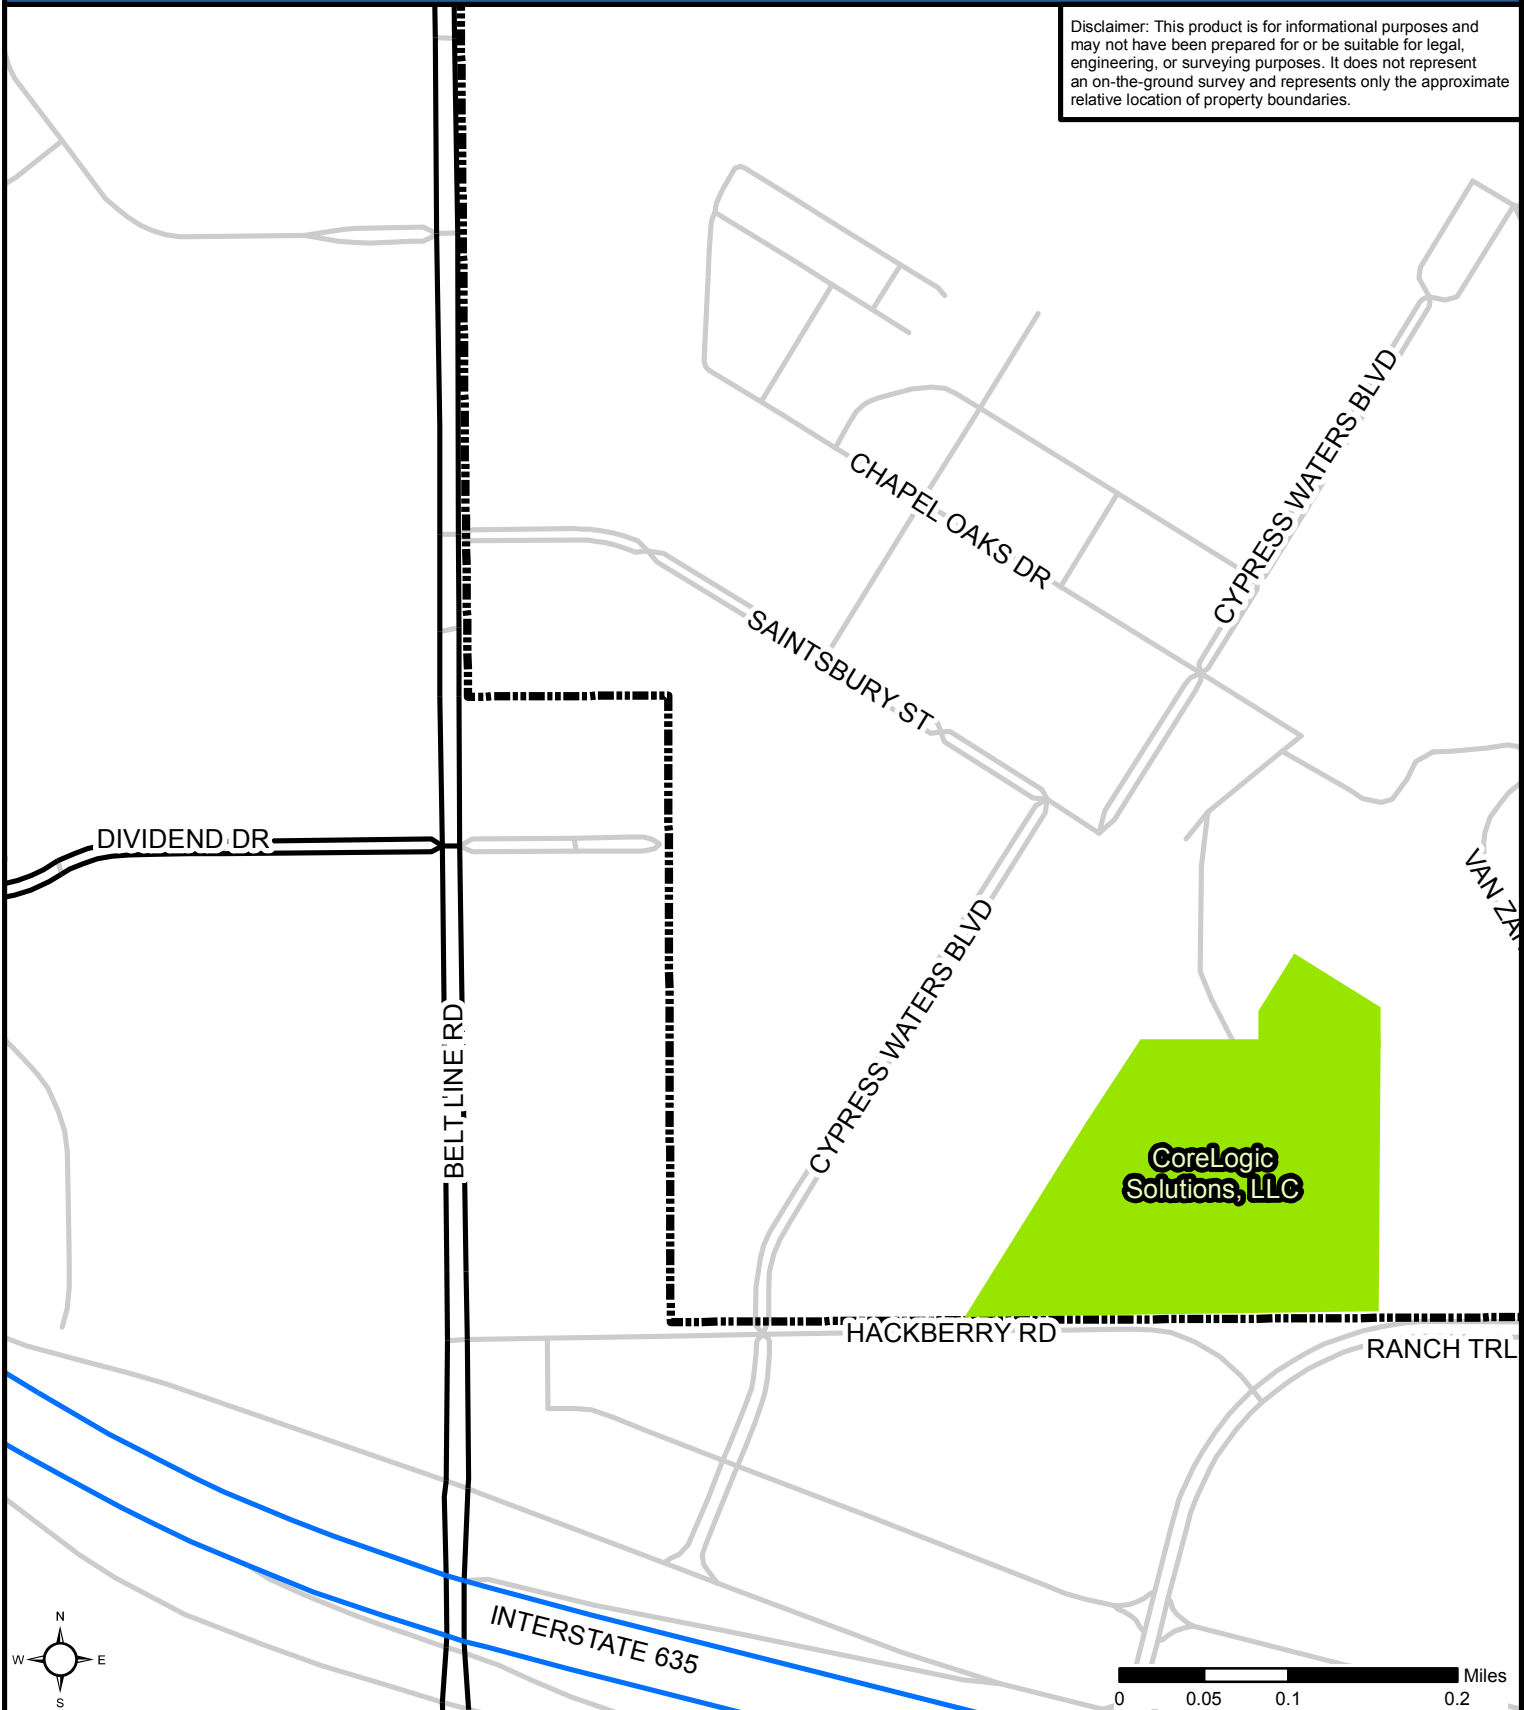 Disclaimer: This product is for informational purposes and
may not have been prepared for or be suitable for legal,
engineering, or surveying purposes. It does not represent
an on-the-ground survey and represents only the approximate
relative location of property boundaries.
CYPRESS WATERS BLVD
CHAPEL OAKS DR
SAINTSBURY ST
DIVIDEND DR
VAN ZA
CYPRESS WATERS BLVD
BELT LINE RD
CoreLogic
Solutions, LLC
HACKBERRY RD
RANCH TRL
INTERSTATE 635
N
W E
S
Miles
0 0.05 0.1 0.2